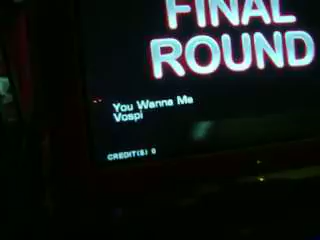 FINAL
ROUND
You Wanna Me
Vospi
CREDIT(S) 0